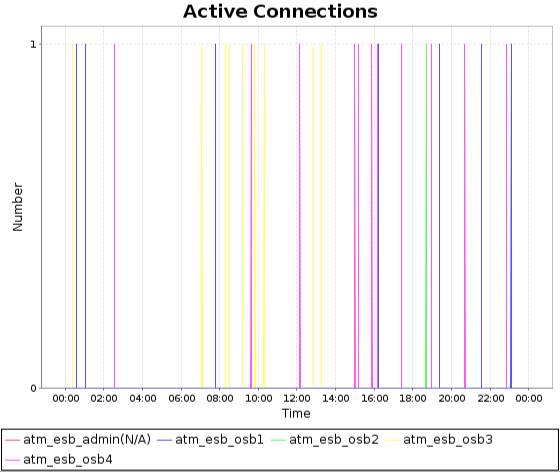 Active Connections
1
Number
0
00:00 02:00 04:00 06:00 08:00 10:00 12:00 14:00 16:00 18:00 20:00 22:00 00:00
Time
atm_esb_admin(N/A) atm_esb_osb1 atm_esb_osb2 atm_esb_osb3
atm_esb_osb4